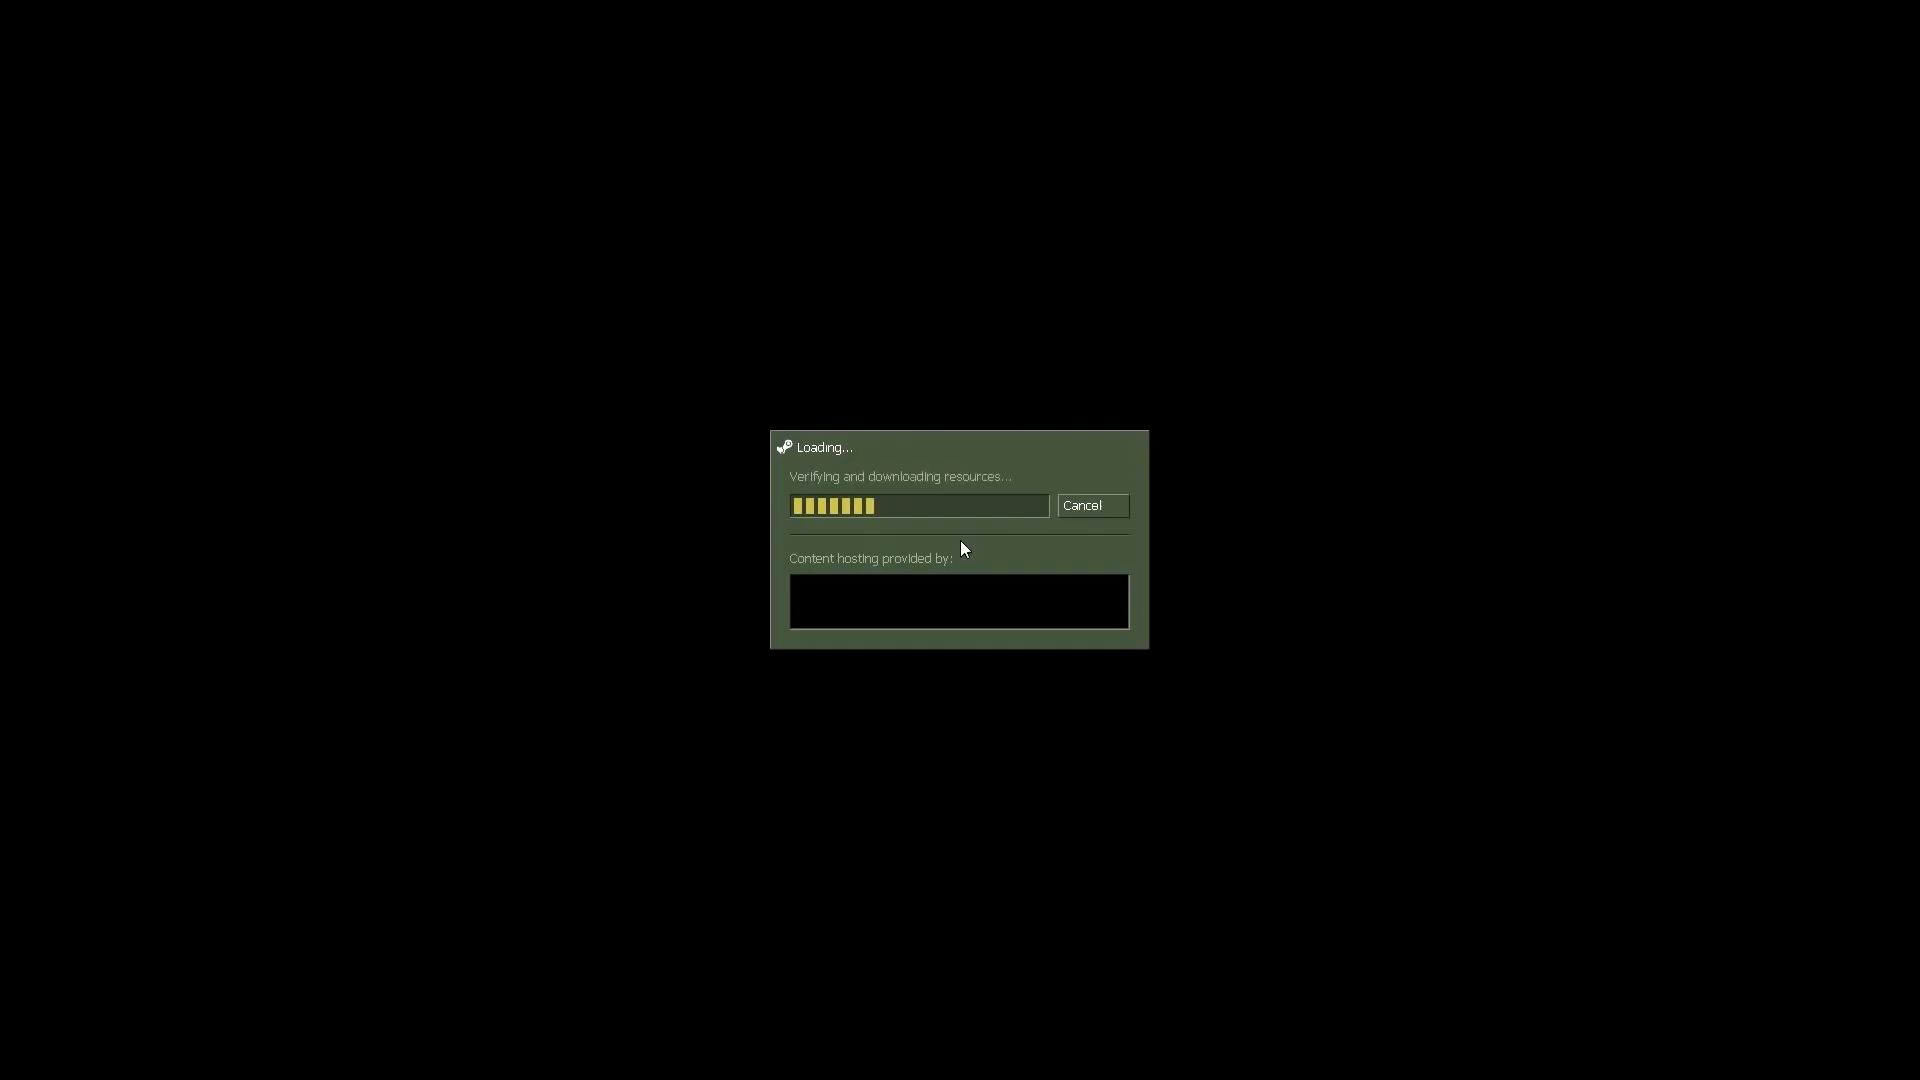 Loading...
Verifying and downloading resources...
Cancel
Content hosting provided by: